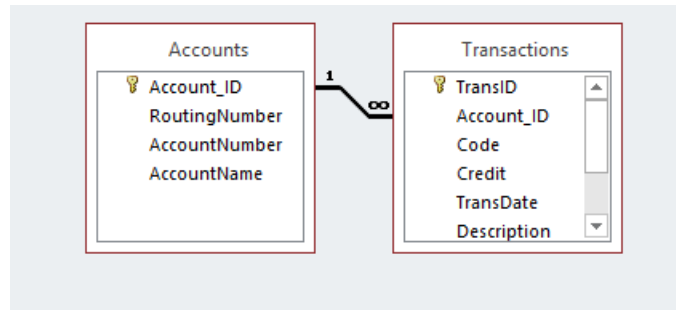 Accounts
Account_ID
RoutingNumber
AccountNumber
AccountName
1
∞
Transactions
TransID
Account_ID
Code
Credit
TransDate
Description